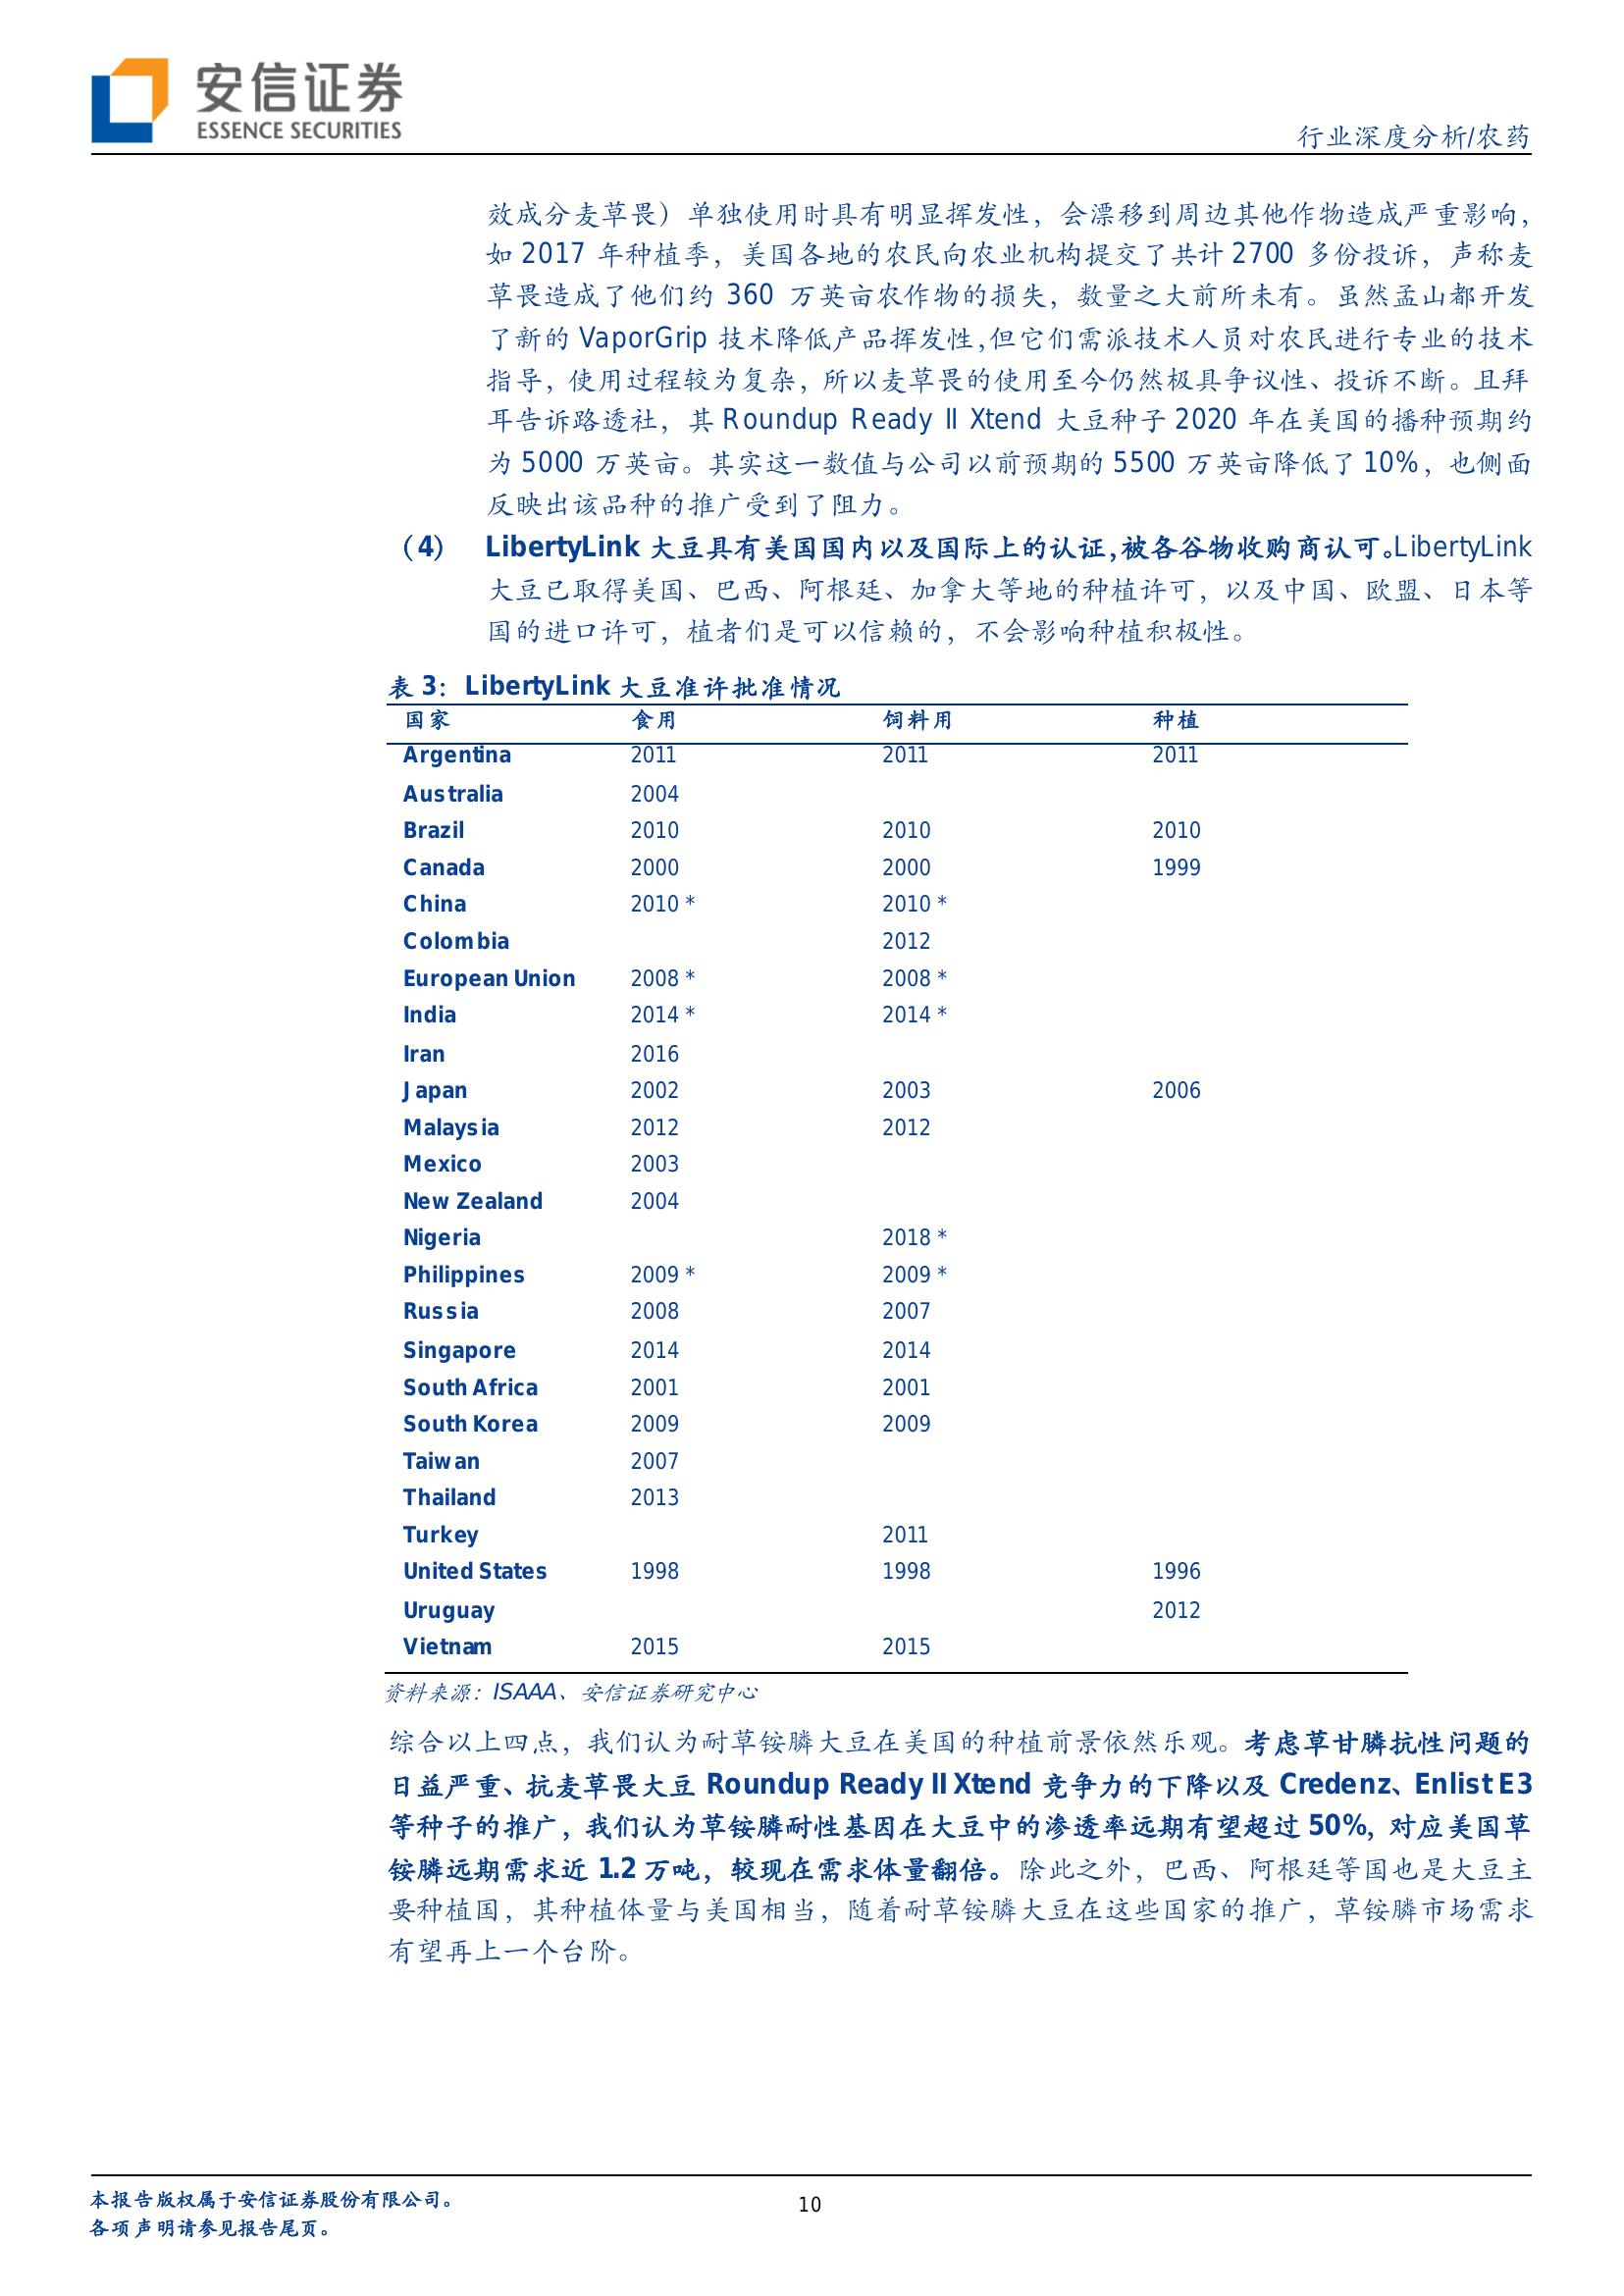 安信证券
ESSENCE SECURITIES
行业深度分析/农药
效成分麦草畏）单独使用时具有明显挥发性，会漂移到周边其他作物造成严重影响，
如 2017 年种植季，美国各地的农民向农业机构提交了共计 2700 多份投诉，声称麦
草畏造成了他们约 360 万英亩农作物的损失，数量之大前所未有。虽然孟山都开发
了新的 VaporGrip 技术降低产品挥发性,但它们需派技术人员对农民进行专业的技术
指导，使用过程较为复杂，所以麦草畏的使用至今仍然极具争议性、投诉不断。且拜
耳告诉路透社，其 Roundup Ready II Xtend 大豆种子 2020 年在美国的播种预期约
为 5000 万英亩。其实这一数值与公司以前预期的 5500 万英亩降低了 10%，也侧面
反映出该品种的推广受到了阻力。
（4） LibertyLink 大豆具有美国国内以及国际上的认证,被各谷物收购商认可。LibertyLink
大豆已取得美国、巴西、阿根廷、加拿大等地的种植许可，以及中国、欧盟、日本等
国的进口许可，植者们是可以信赖的，不会影响种植积极性。
表 3：LibertyLink 大豆准许批准情况
国家 食用 饲料用 种植
Argentina 2011 2011 2011
Australia 2004
Brazil 2010 2010 2010
Canada 2000 2000 1999
China 2010 * 2010 *
Colombia 2012
European Union 2008 * 2008 *
India 2014 * 2014 *
Iran 2016
Japan 2002 2003 2006
Malaysia 2012 2012
Mexico 2003
New Zealand 2004
Nigeria 2018 *
Philippines 2009 * 2009 *
Russia 2008 2007
Singapore 2014 2014
South Africa 2001 2001
South Korea 2009 2009
Taiwan 2007
Thailand 2013
Turkey 2011
United States 1998 1998 1996
Uruguay 2012
Vietnam 2015 2015
资料来源：ISAAA、安信证券研究中心
综合以上四点，我们认为耐草铵膦大豆在美国的种植前景依然乐观。考虑草甘膦抗性问题的
日益严重、抗麦草畏大豆 Roundup Ready II Xtend 竞争力的下降以及 Credenz、Enlist E3
等种子的推广，我们认为草铵膦耐性基因在大豆中的渗透率远期有望超过 50%，对应美国草
铵膦远期需求近 1.2 万吨，较现在需求体量翻倍。除此之外，巴西、阿根廷等国也是大豆主
要种植国，其种植体量与美国相当，随着耐草铵膦大豆在这些国家的推广，草铵膦市场需求
有望再上一个台阶。
本报告版权属于安信证券股份有限公司。
各项声明请参见报告尾页。
10